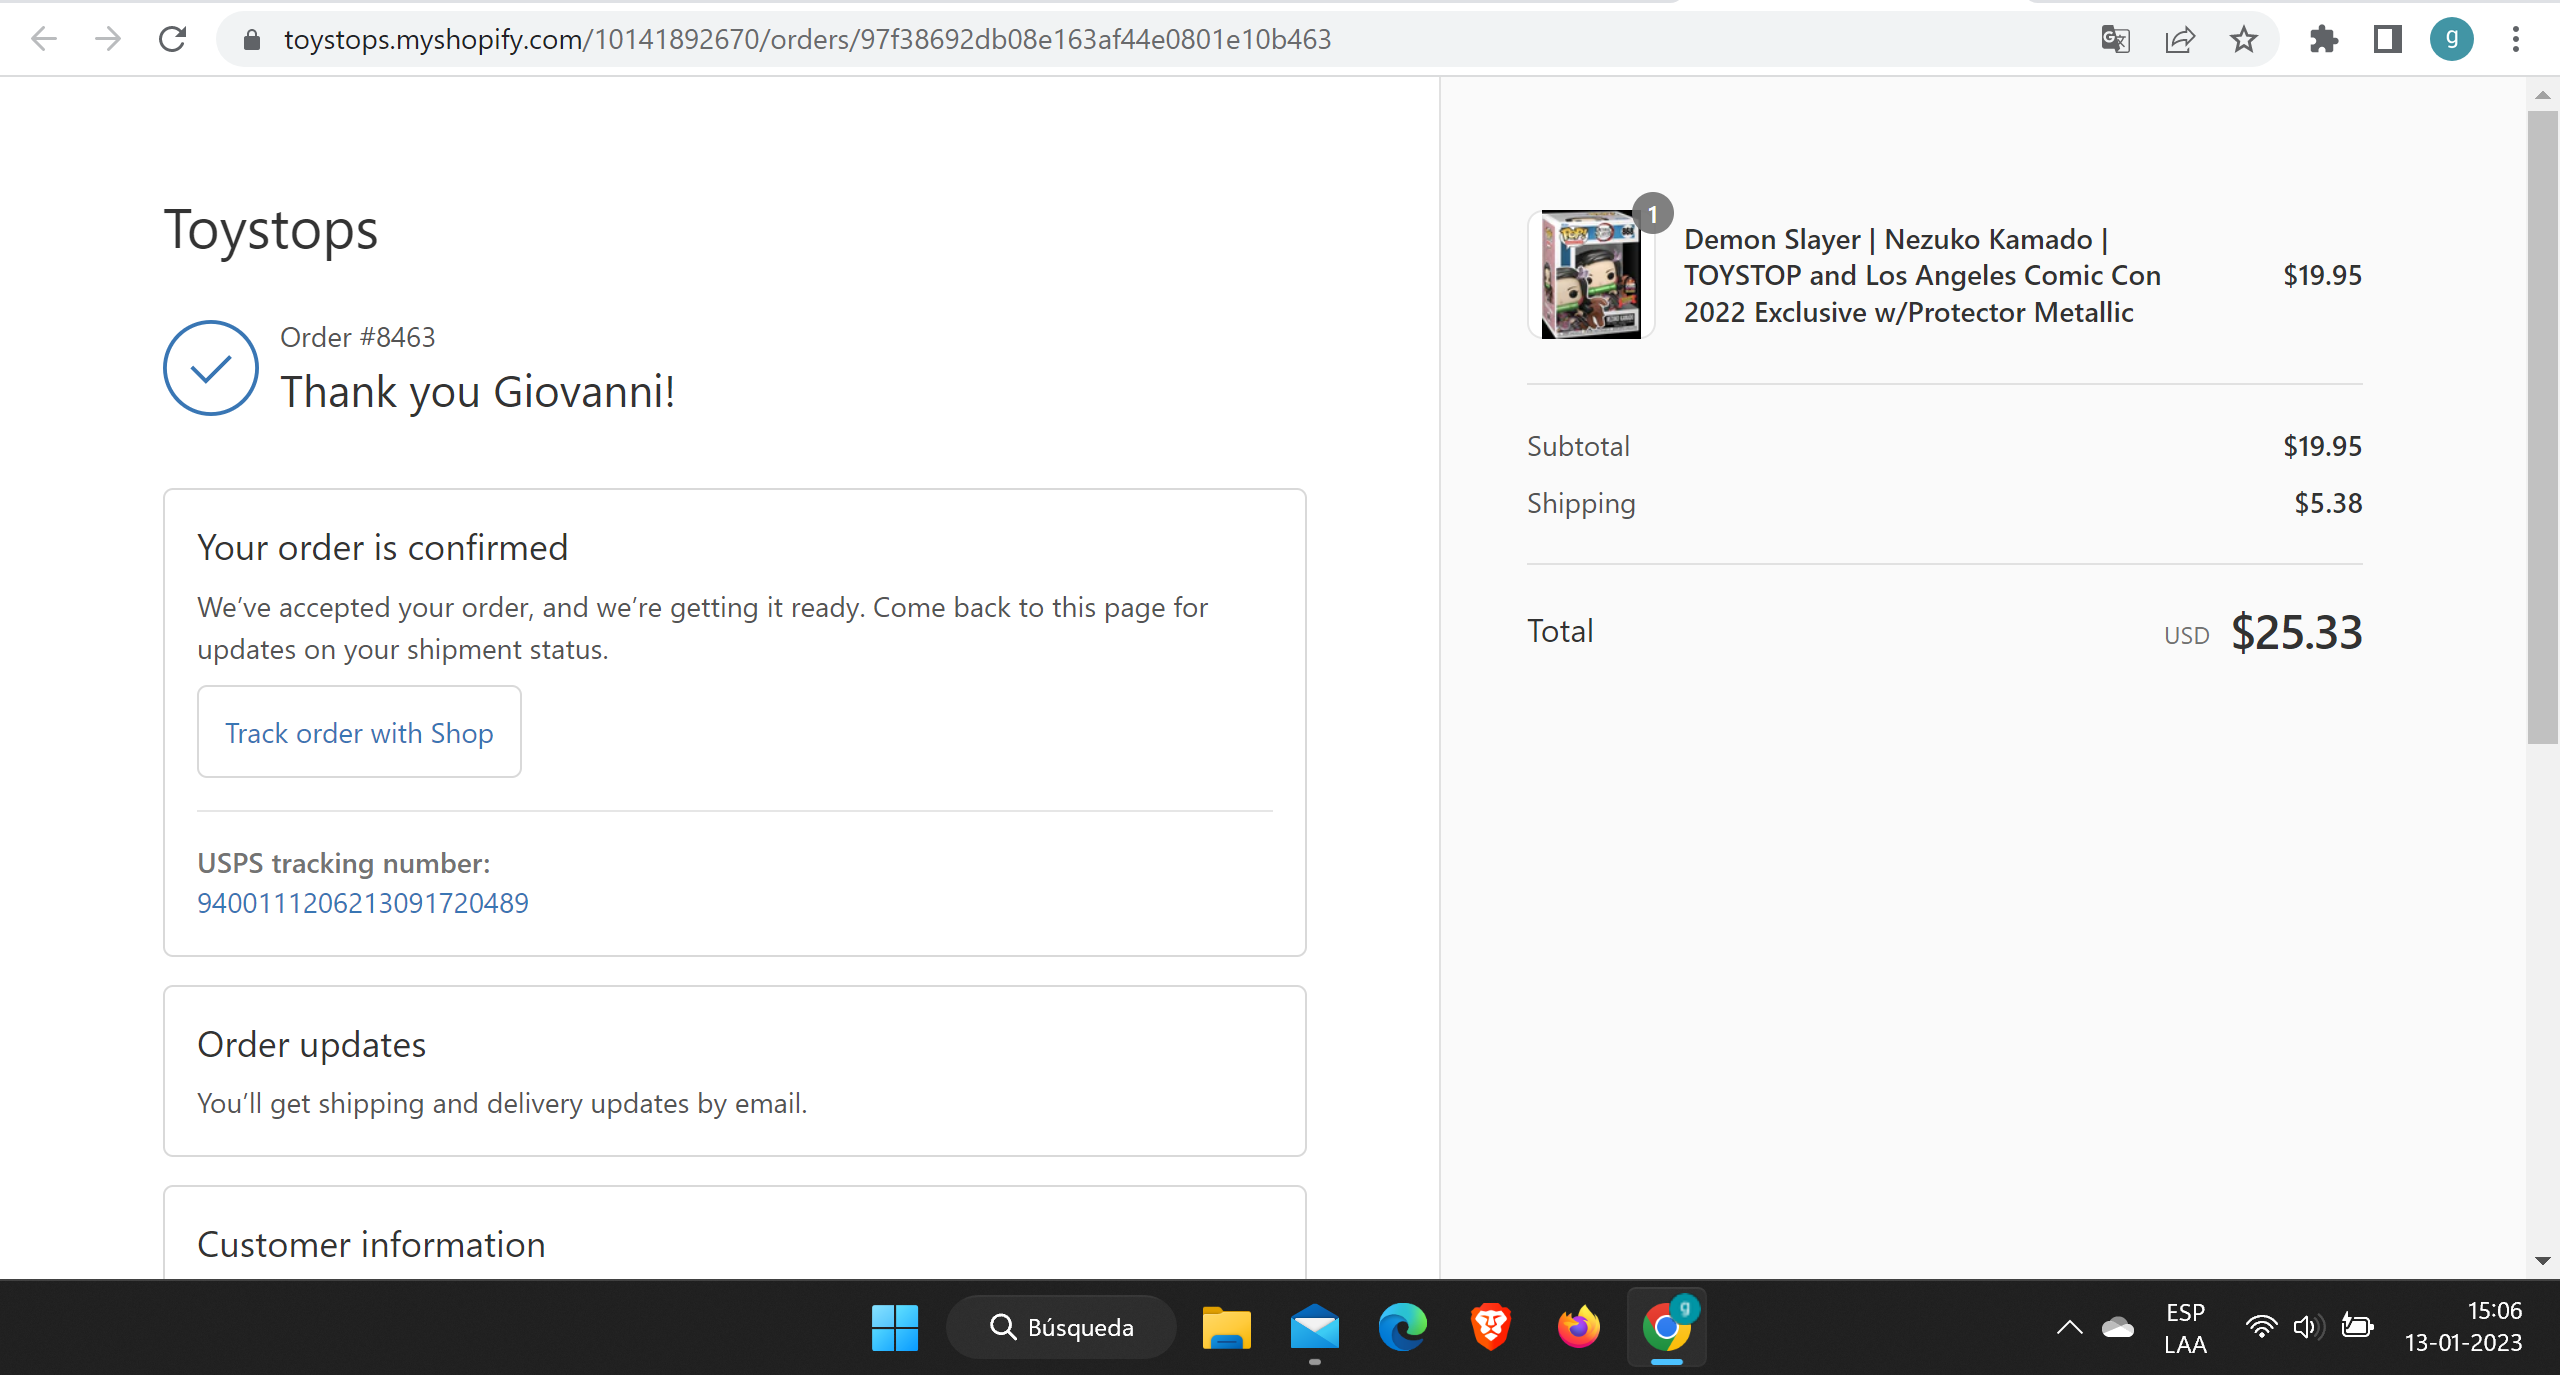 toystops.myshopify.com/10141892670/orders/97f38692db08e163af44e0801e10b463
g
Toystops
Order #8463
Thank you Giovanni!
Your order is confirmed
We’ve accepted your order, and we’re getting it ready. Come back to this page for
updates on your shipment status.
Track order with Shop
USPS tracking number:
9400111206213091720489
Order updates
You’ll get shipping and delivery updates by email.
Customer information
1
Demon Slayer | Nezuko Kamado |
TOYSTOP and Los Angeles Comic Con
2022 Exclusive w/Protector Metallic
$19.95
Subtotal
$19.95
Shipping
$5.38
Total
USD $25.33
Búsqueda
g
ESP
LAA
15:06
13-01-2023